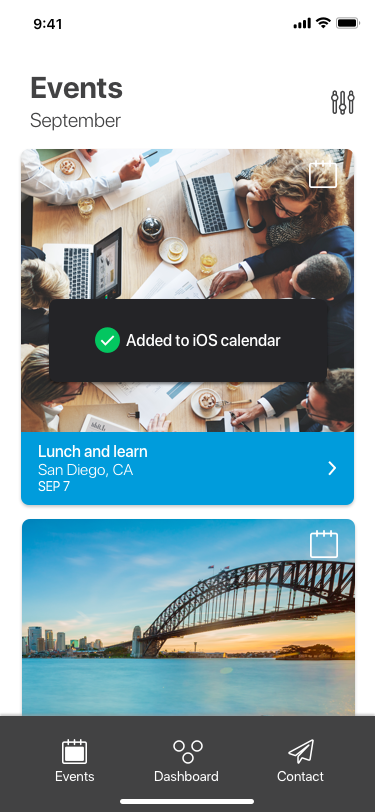 9:41
Events
September
Added to iOS calendar
Lunch and learn
San Diego, CA
SEP 7
Events
Dashboard
Contact